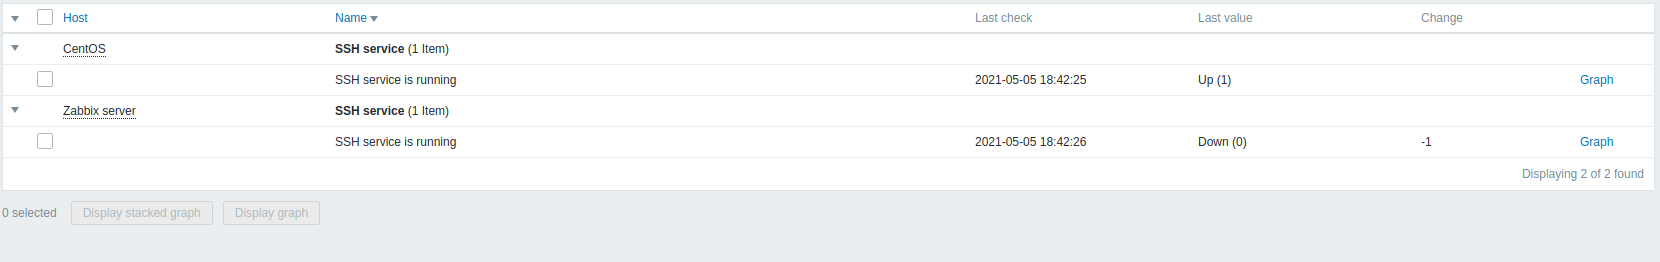 Host Name Last check Last value Change
CentOS SSH service (1 Item)
SSH service is running 2021-05-05 18:42:25 Up (1) Graph
Zabbix server SSH service (1 Item)
SSH service is running 2021-05-05 18:42:26 Down (0) -1 Graph
Displaying 2 of 2 found
0 selected Display stacked graph Display graph